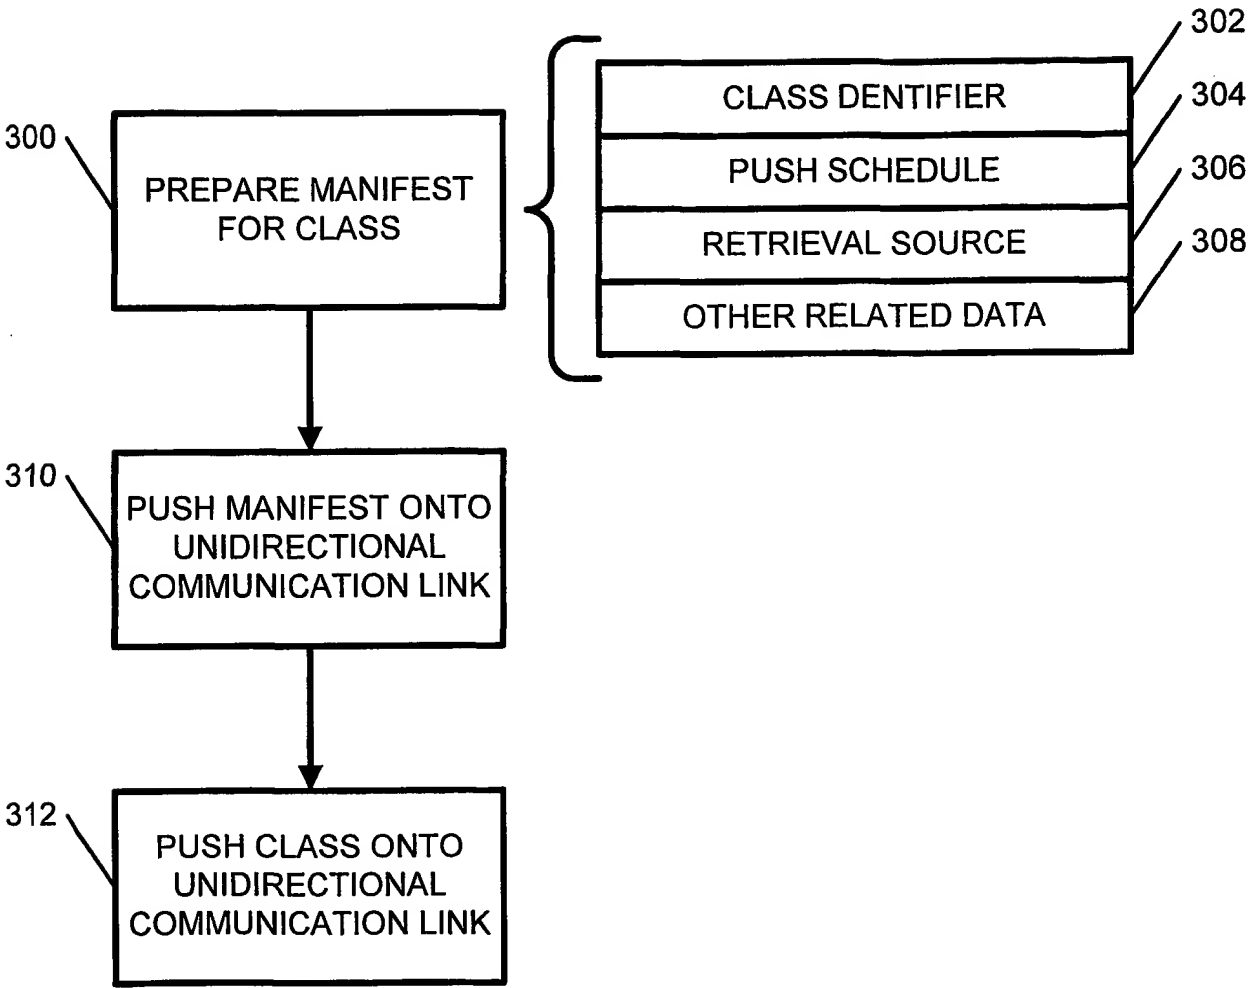 302
CLASS DENTIFIER
304
PUSH SCHEDULE
306
RETRIEVAL SOURCE
308
OTHER RELATED DATA
300
PREPARE MANIFEST
FOR CLASS
310
PUSH MANIFEST ONTO
UNIDIRECTIONAL
COMMUNICATION LINK
312
PUSH CLASS ONTO
UNIDIRECTIONAL
COMMUNICATION LINK